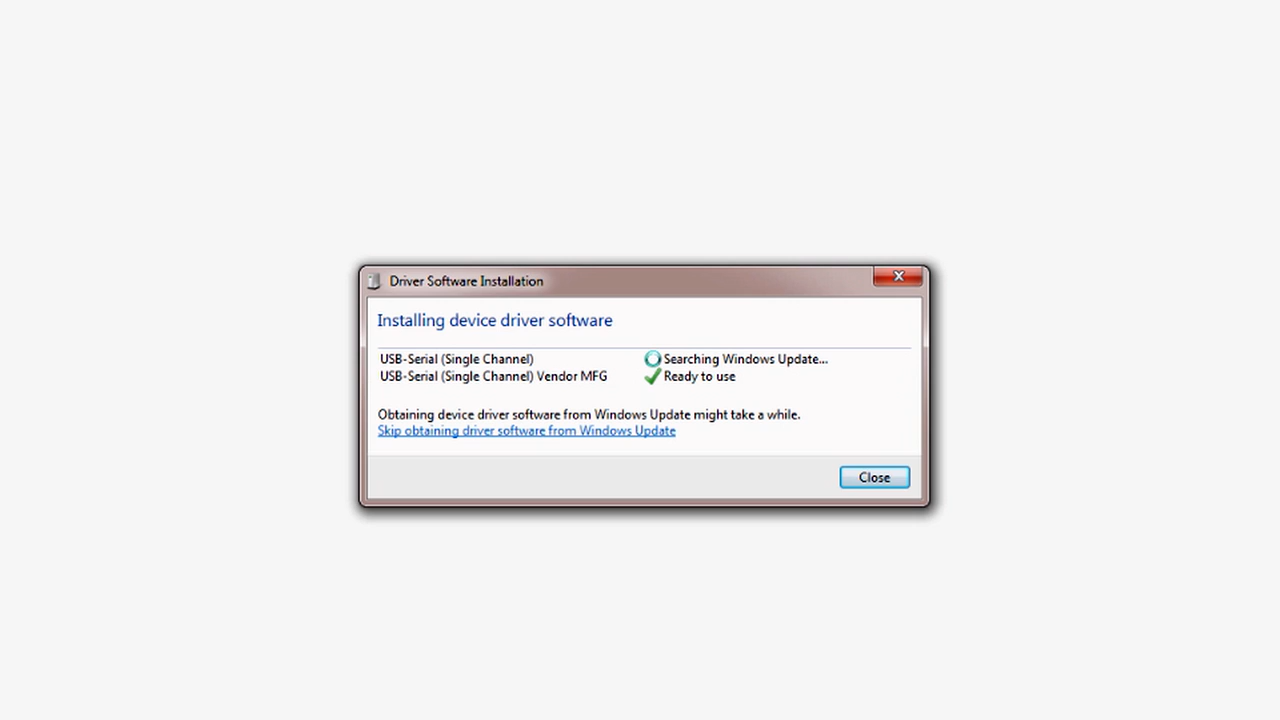 Driver Software Installation
Installing device driver software
USB-Serial (Single Channel) Searching Windows Update...
USB-Serial (Single Channel) Vendor MFG Ready to use
Obtaining device driver software from Windows Update might take a while.
Skip obtaining driver software from Windows Update
Close